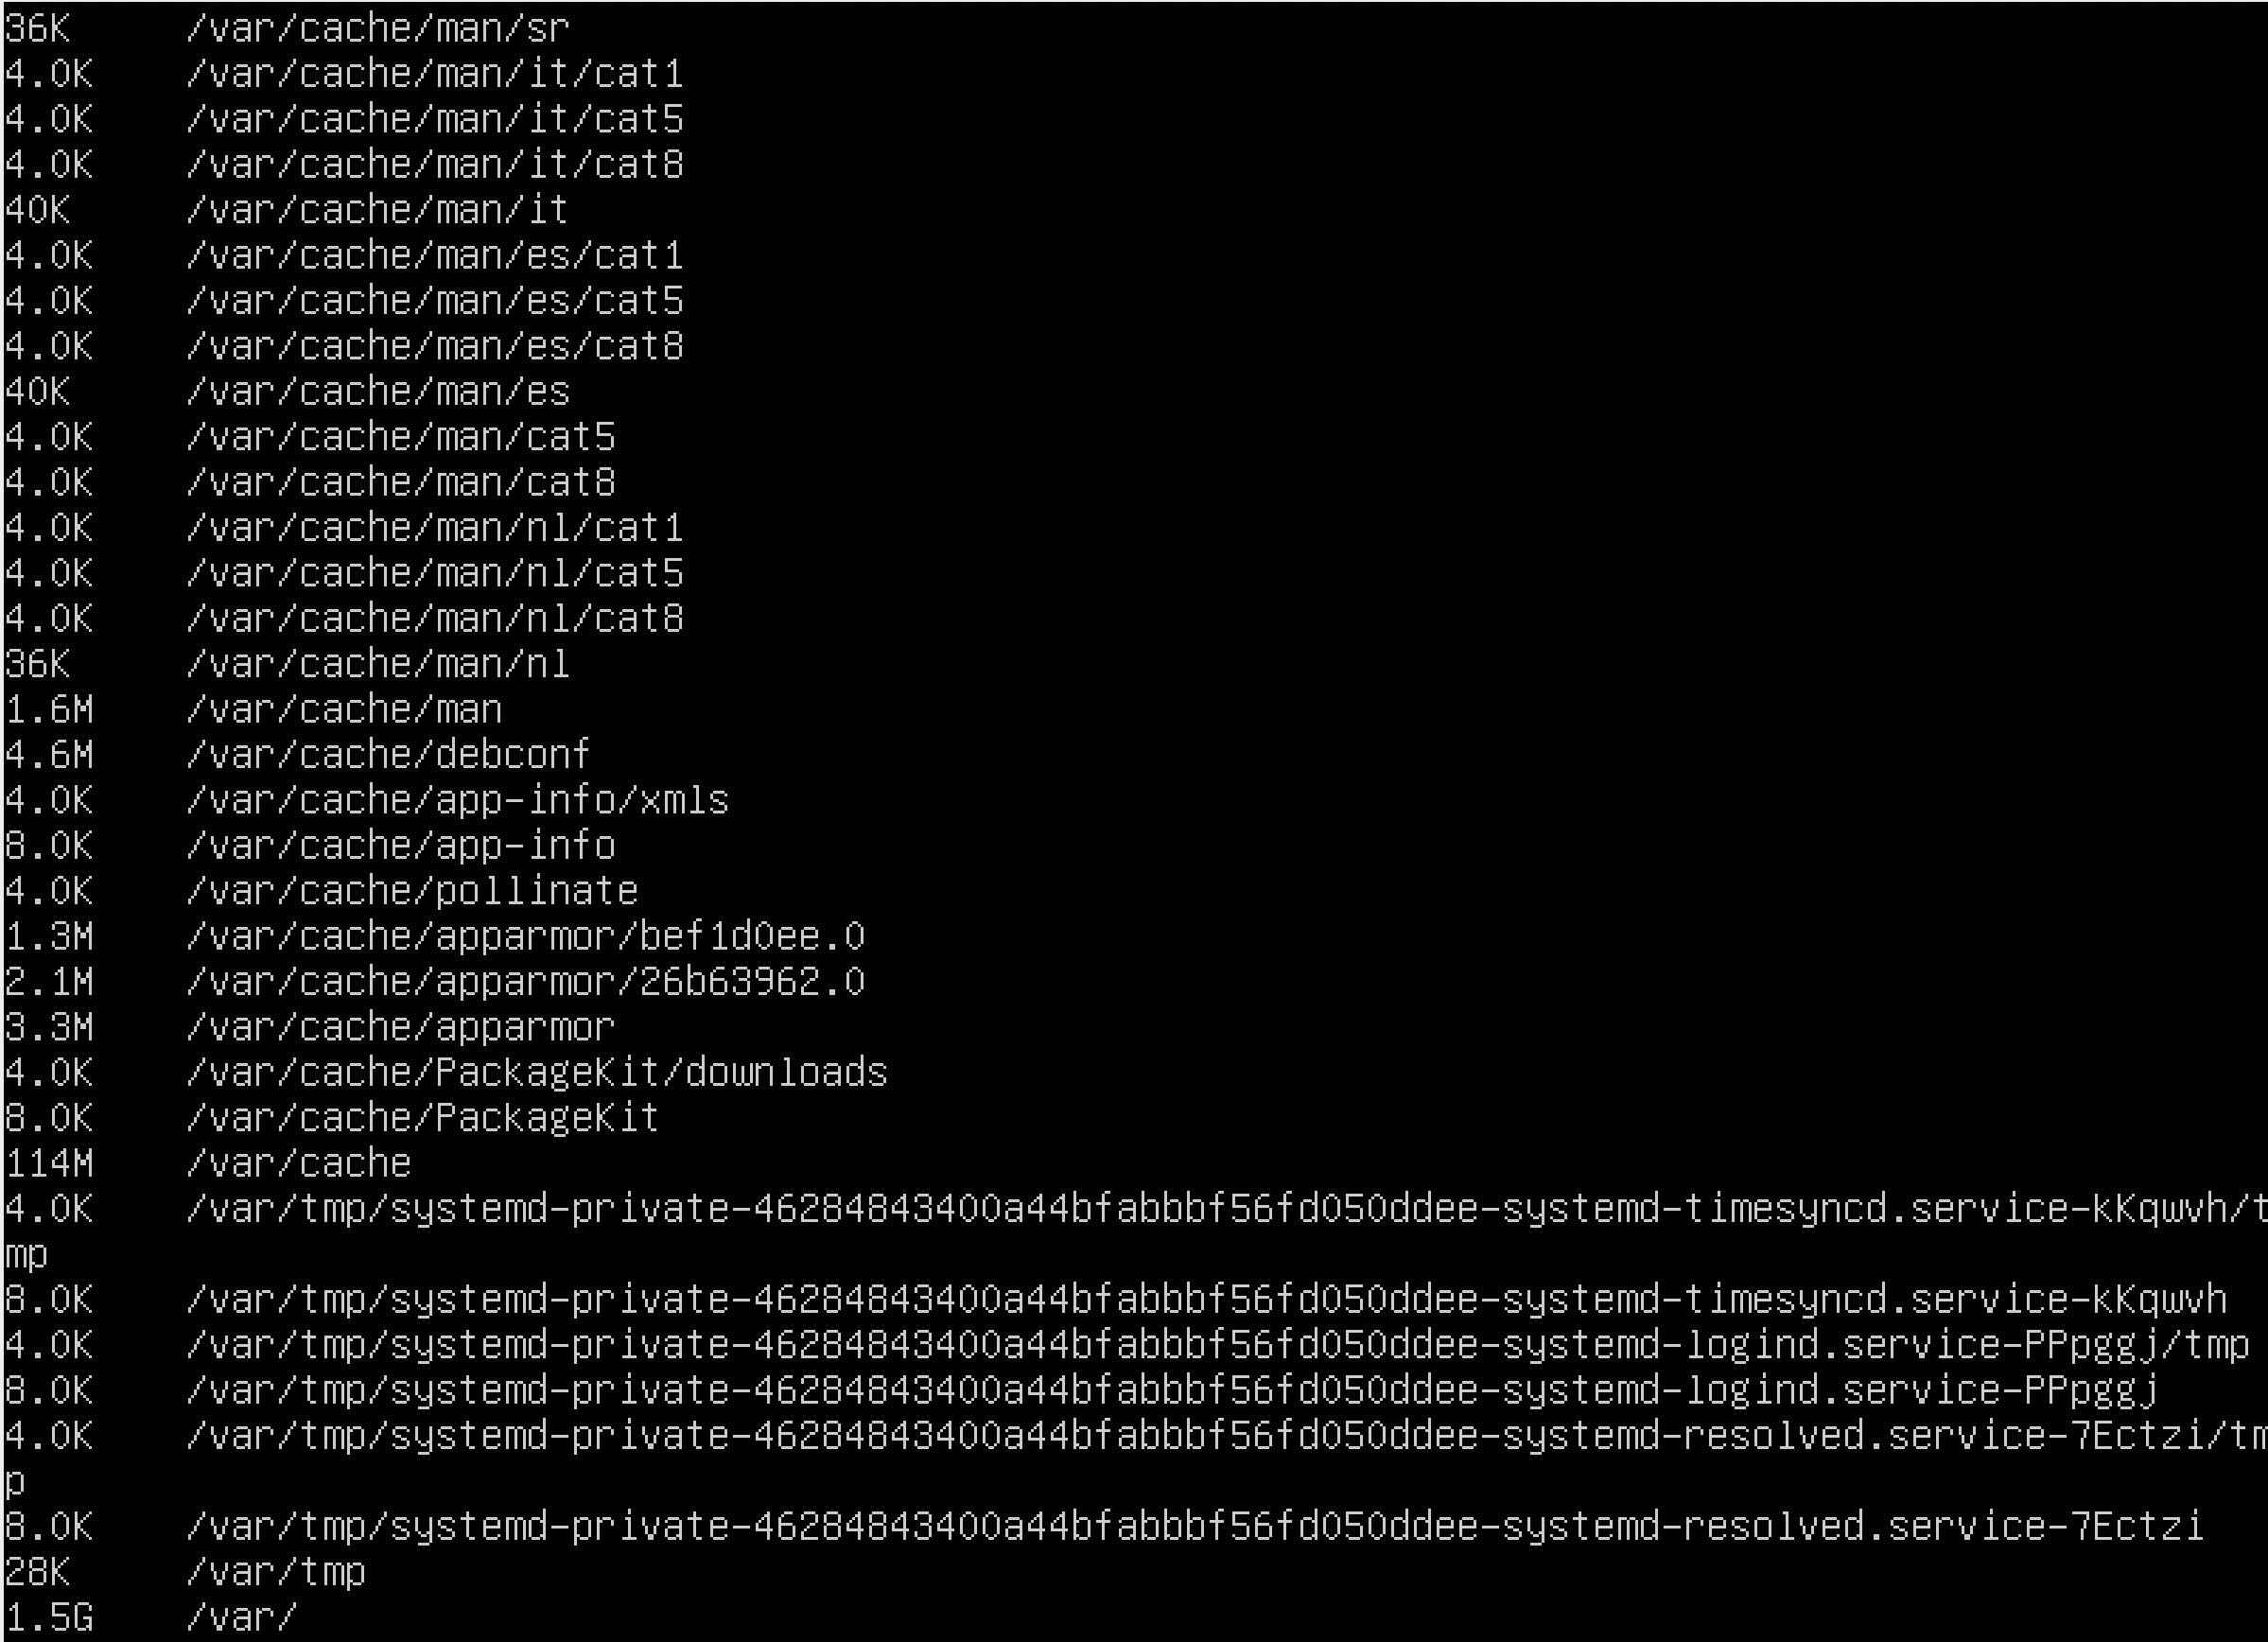 36K /var/cache/man/sr
4.0K /var/cache/man/it/cat1
4.0K /var/cache/man/it/cat5
4.0K /var/cache/man/it/cat8
40K /var/cache/man/it
4.0K /var/cache/man/es/cat1
4.0K /var/cache/man/es/cat5
4.0K /var/cache/man/es/cat8
40K /var/cache/man/es
4.0K /var/cache/man/cat5
4.0K /var/cache/man/cat8
4.0K /var/cache/man/nl/cat1
4.0K /var/cache/man/nl/cat5
4.0K /var/cache/man/nl/cat8
36K /var/cache/man/nl
1.6M /var/cache/man
4.6M /var/cache/debconf
4.0K /var/cache/app-info/xmls
8.0K /var/cache/app-info
4.0K /var/cache/pollinate
1.3M /var/cache/apparmor/bef1d0ee.0
2.1M /var/cache/apparmor/26b63962.0
3.3M /var/cache/apparmor
4.0K /var/cache/PackageKit/downloads
8.0K /var/cache/PackageKit
114M /var/cache
4.0K /var/tmp/systemd-private-46284843400a44bfabbbf56fd050ddee-systemd-timesyncd.service-kKqwvh/t
mp
8.0K /var/tmp/systemd-private-46284843400a44bfabbbf56fd050ddee-systemd-timesyncd.service-kKqwvh
4.0K /var/tmp/systemd-private-46284843400a44bfabbbf56fd050ddee-systemd-logind.service-PPpggj/tmp
8.0K /var/tmp/systemd-private-46284843400a44bfabbbf56fd050ddee-systemd-logind.service-PPpggj
4.0K /var/tmp/systemd-private-46284843400a44bfabbbf56fd050ddee-systemd-resolved.service-7Ectzi/tm
p
8.0K /var/tmp/systemd-private-46284843400a44bfabbbf56fd050ddee-systemd-resolved.service-7Ectzi
28K /var/tmp
1.5G /var/